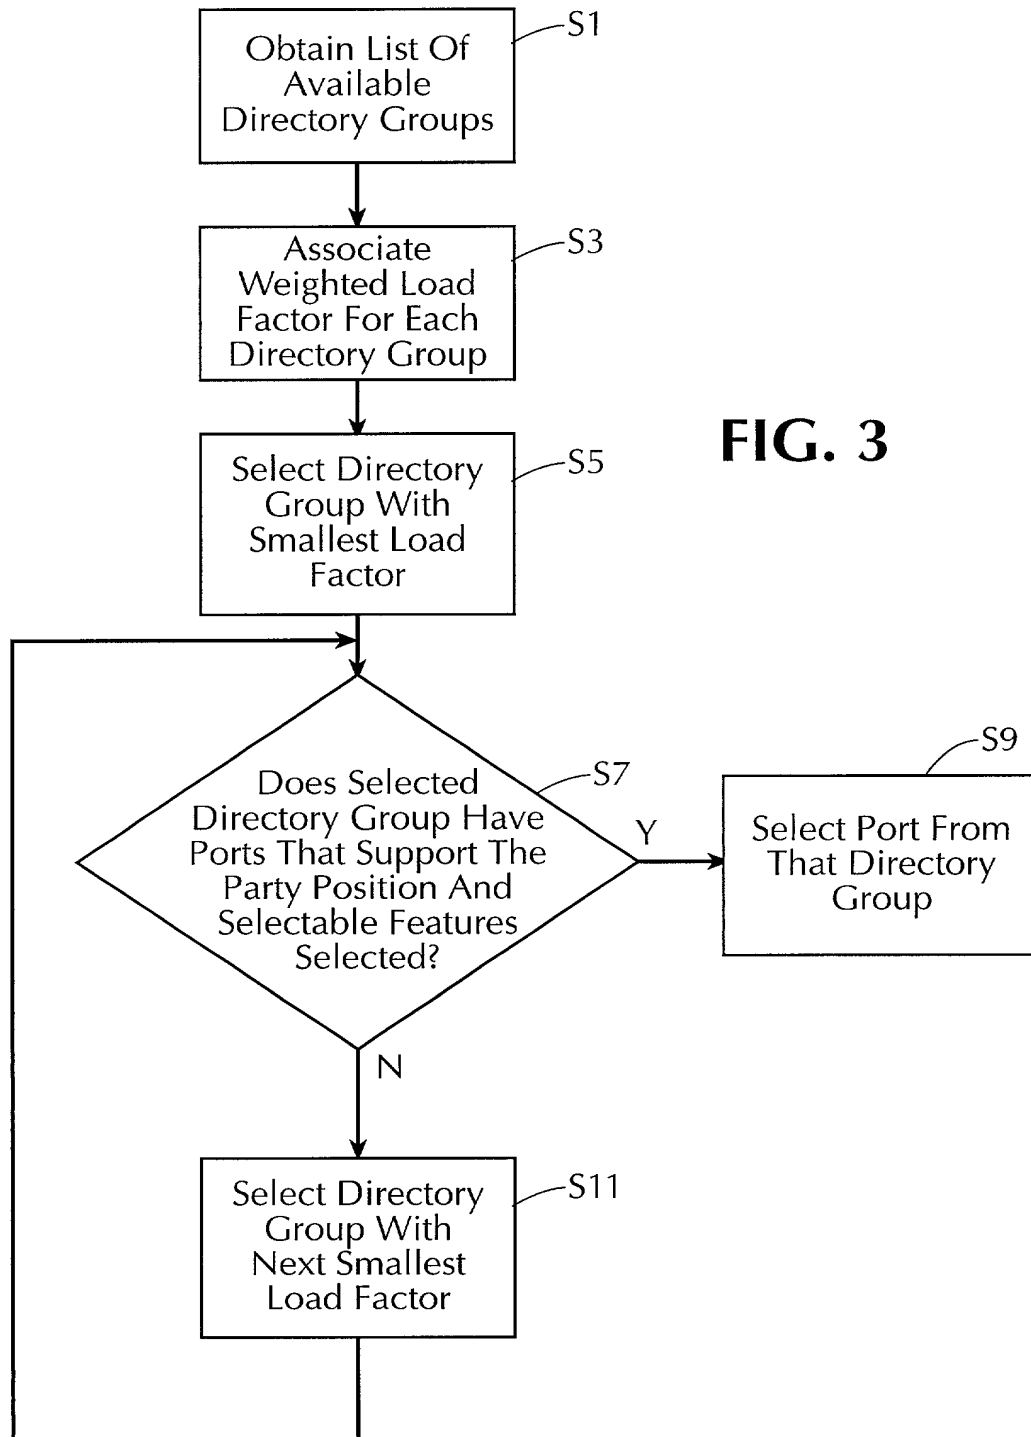 Obtain List Of
Available
Directory Groups
S1
Associate
Weighted Load
Factor For Each
Directory Group
S3
FIG. 3
Select Directory
Group With
Smallest Load
Factor
S5
Does Selected
Directory Group Have
Ports That Support The
Party Position And
Selectable Features
Selected?
S7
Y
Select Port From
That Directory
Group
S9
N
Select Directory
Group With
Next Smallest
Load Factor
S11